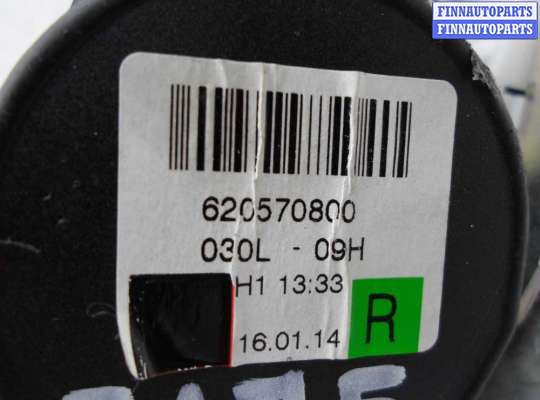 FINNAUTOPARTS
FINNAUTOPARTS
620570800
030L - 09H
H1 13:33
16.01.14
R